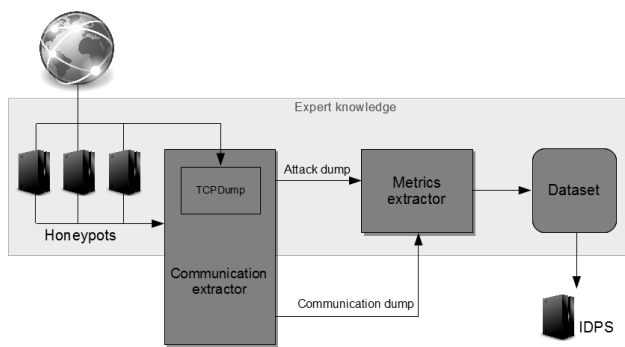 Expert knowledge
TCPDump
Attack dump
Metrics
extractor
Dataset
Honeypots
Communication
extractor
Communication dump
IDPS